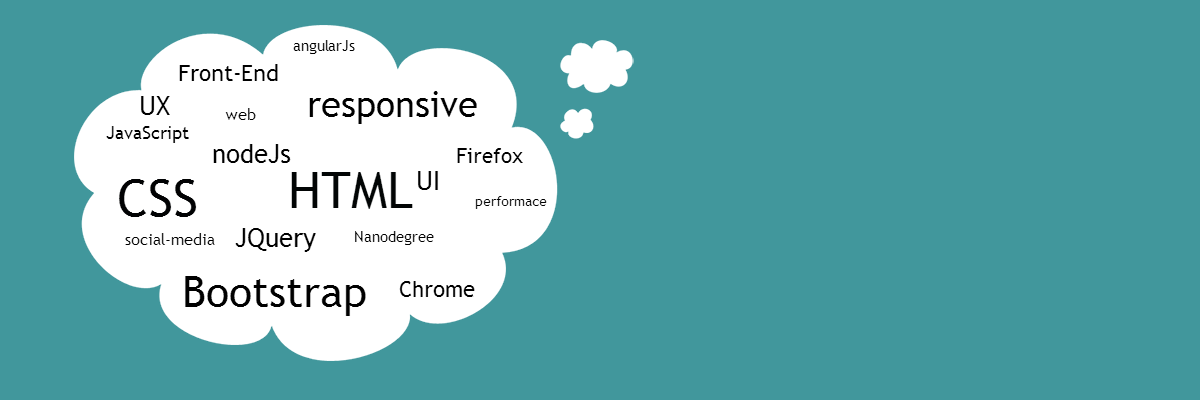 angularJs
Front-End
UX
responsive
web
JavaScript
nodeJs
Firefox
CSS
HTML
UI
performace
social-media
JQuery
Nanodegree
Bootstrap
Chrome